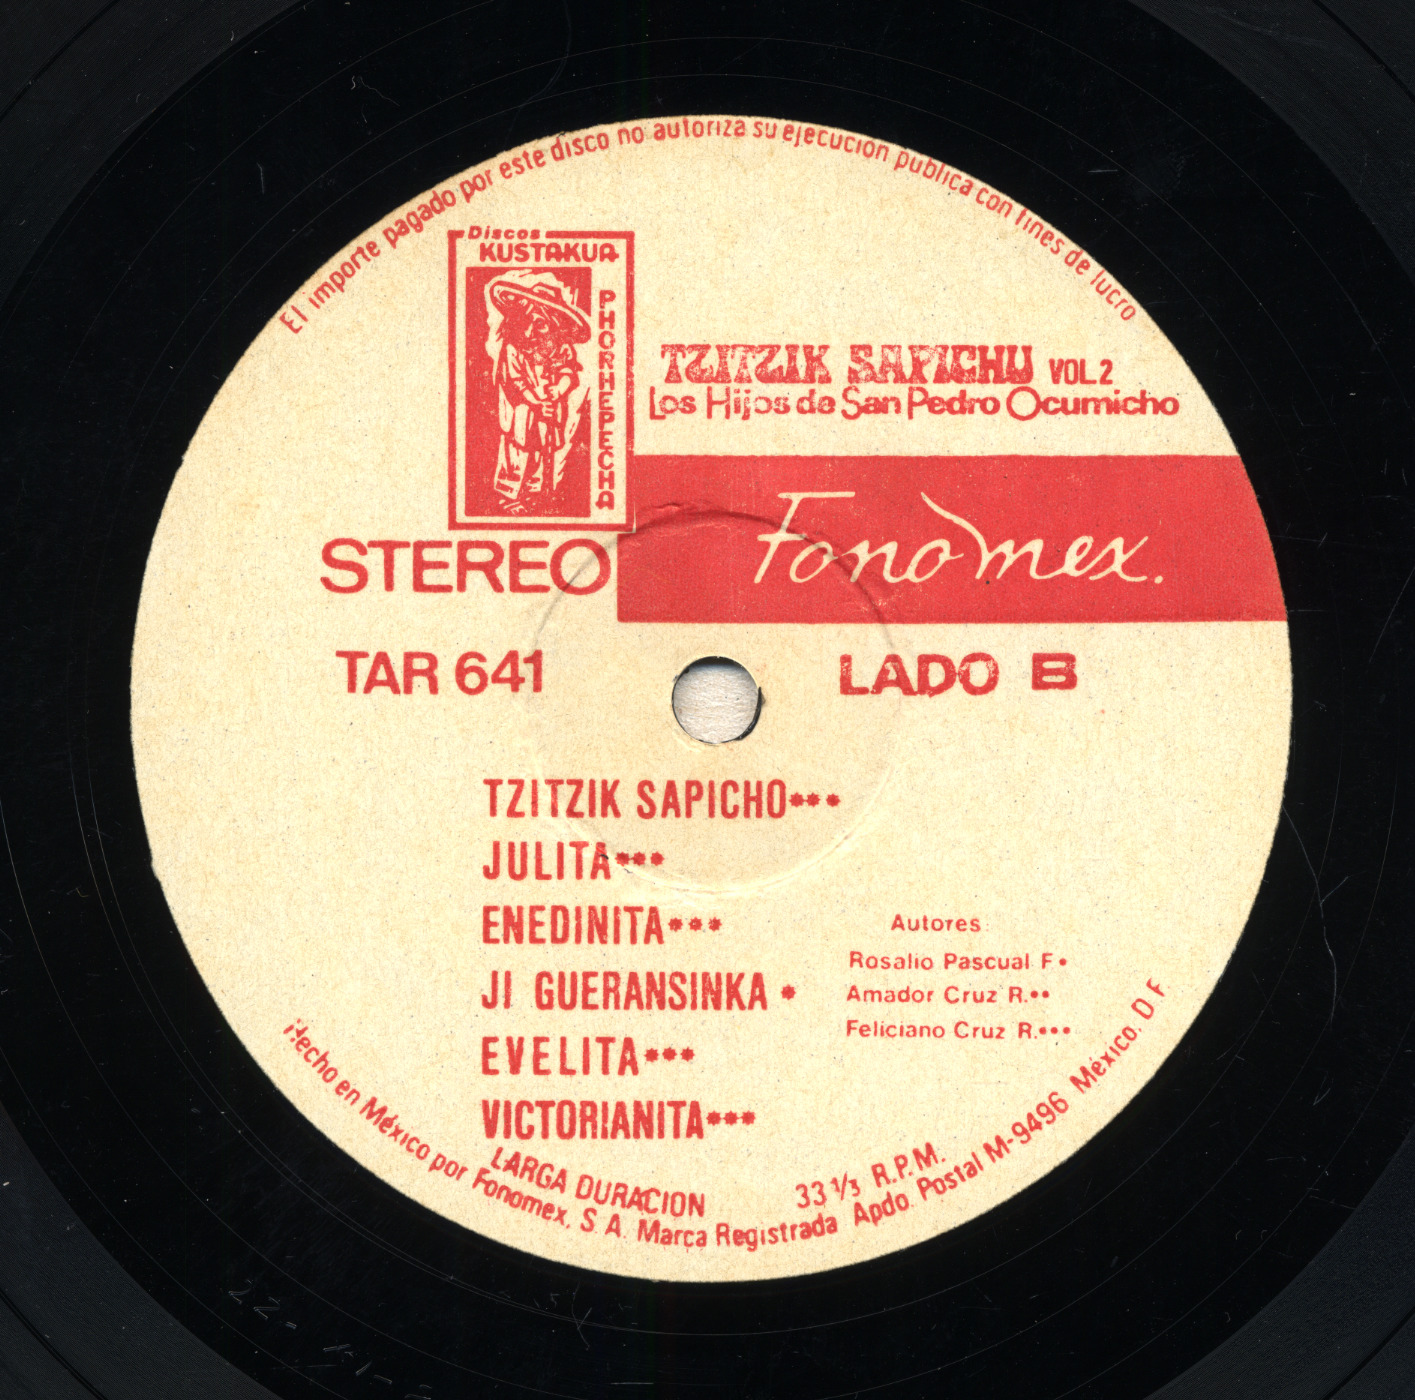 El importe pagado por este disco no autoriza su ejecucion publica con fines de lucro
Discos
KUSTAKUA
PHORHEPECHA
TZITZIK SAPICHU VOL.2
Los Hijos de San Pedro Ocumicho
Fonomex.
STEREO
TAR 641
LADO B
TZITZIK SAPICHO•••
JULITA•••
ENEDINITA•••
JI GUERANSINKA •
EVELITA•••
VICTORIANITA•••
Autores
Rosalio Pascual F•
Amador Cruz R.••
Feliciano Cruz R.•••
LARGA DURACION
33 1/3 R.P.M.
Hecho en México por Fonomex, S.A. Marca Registrada Apdo. Postal M-9496 México. D F